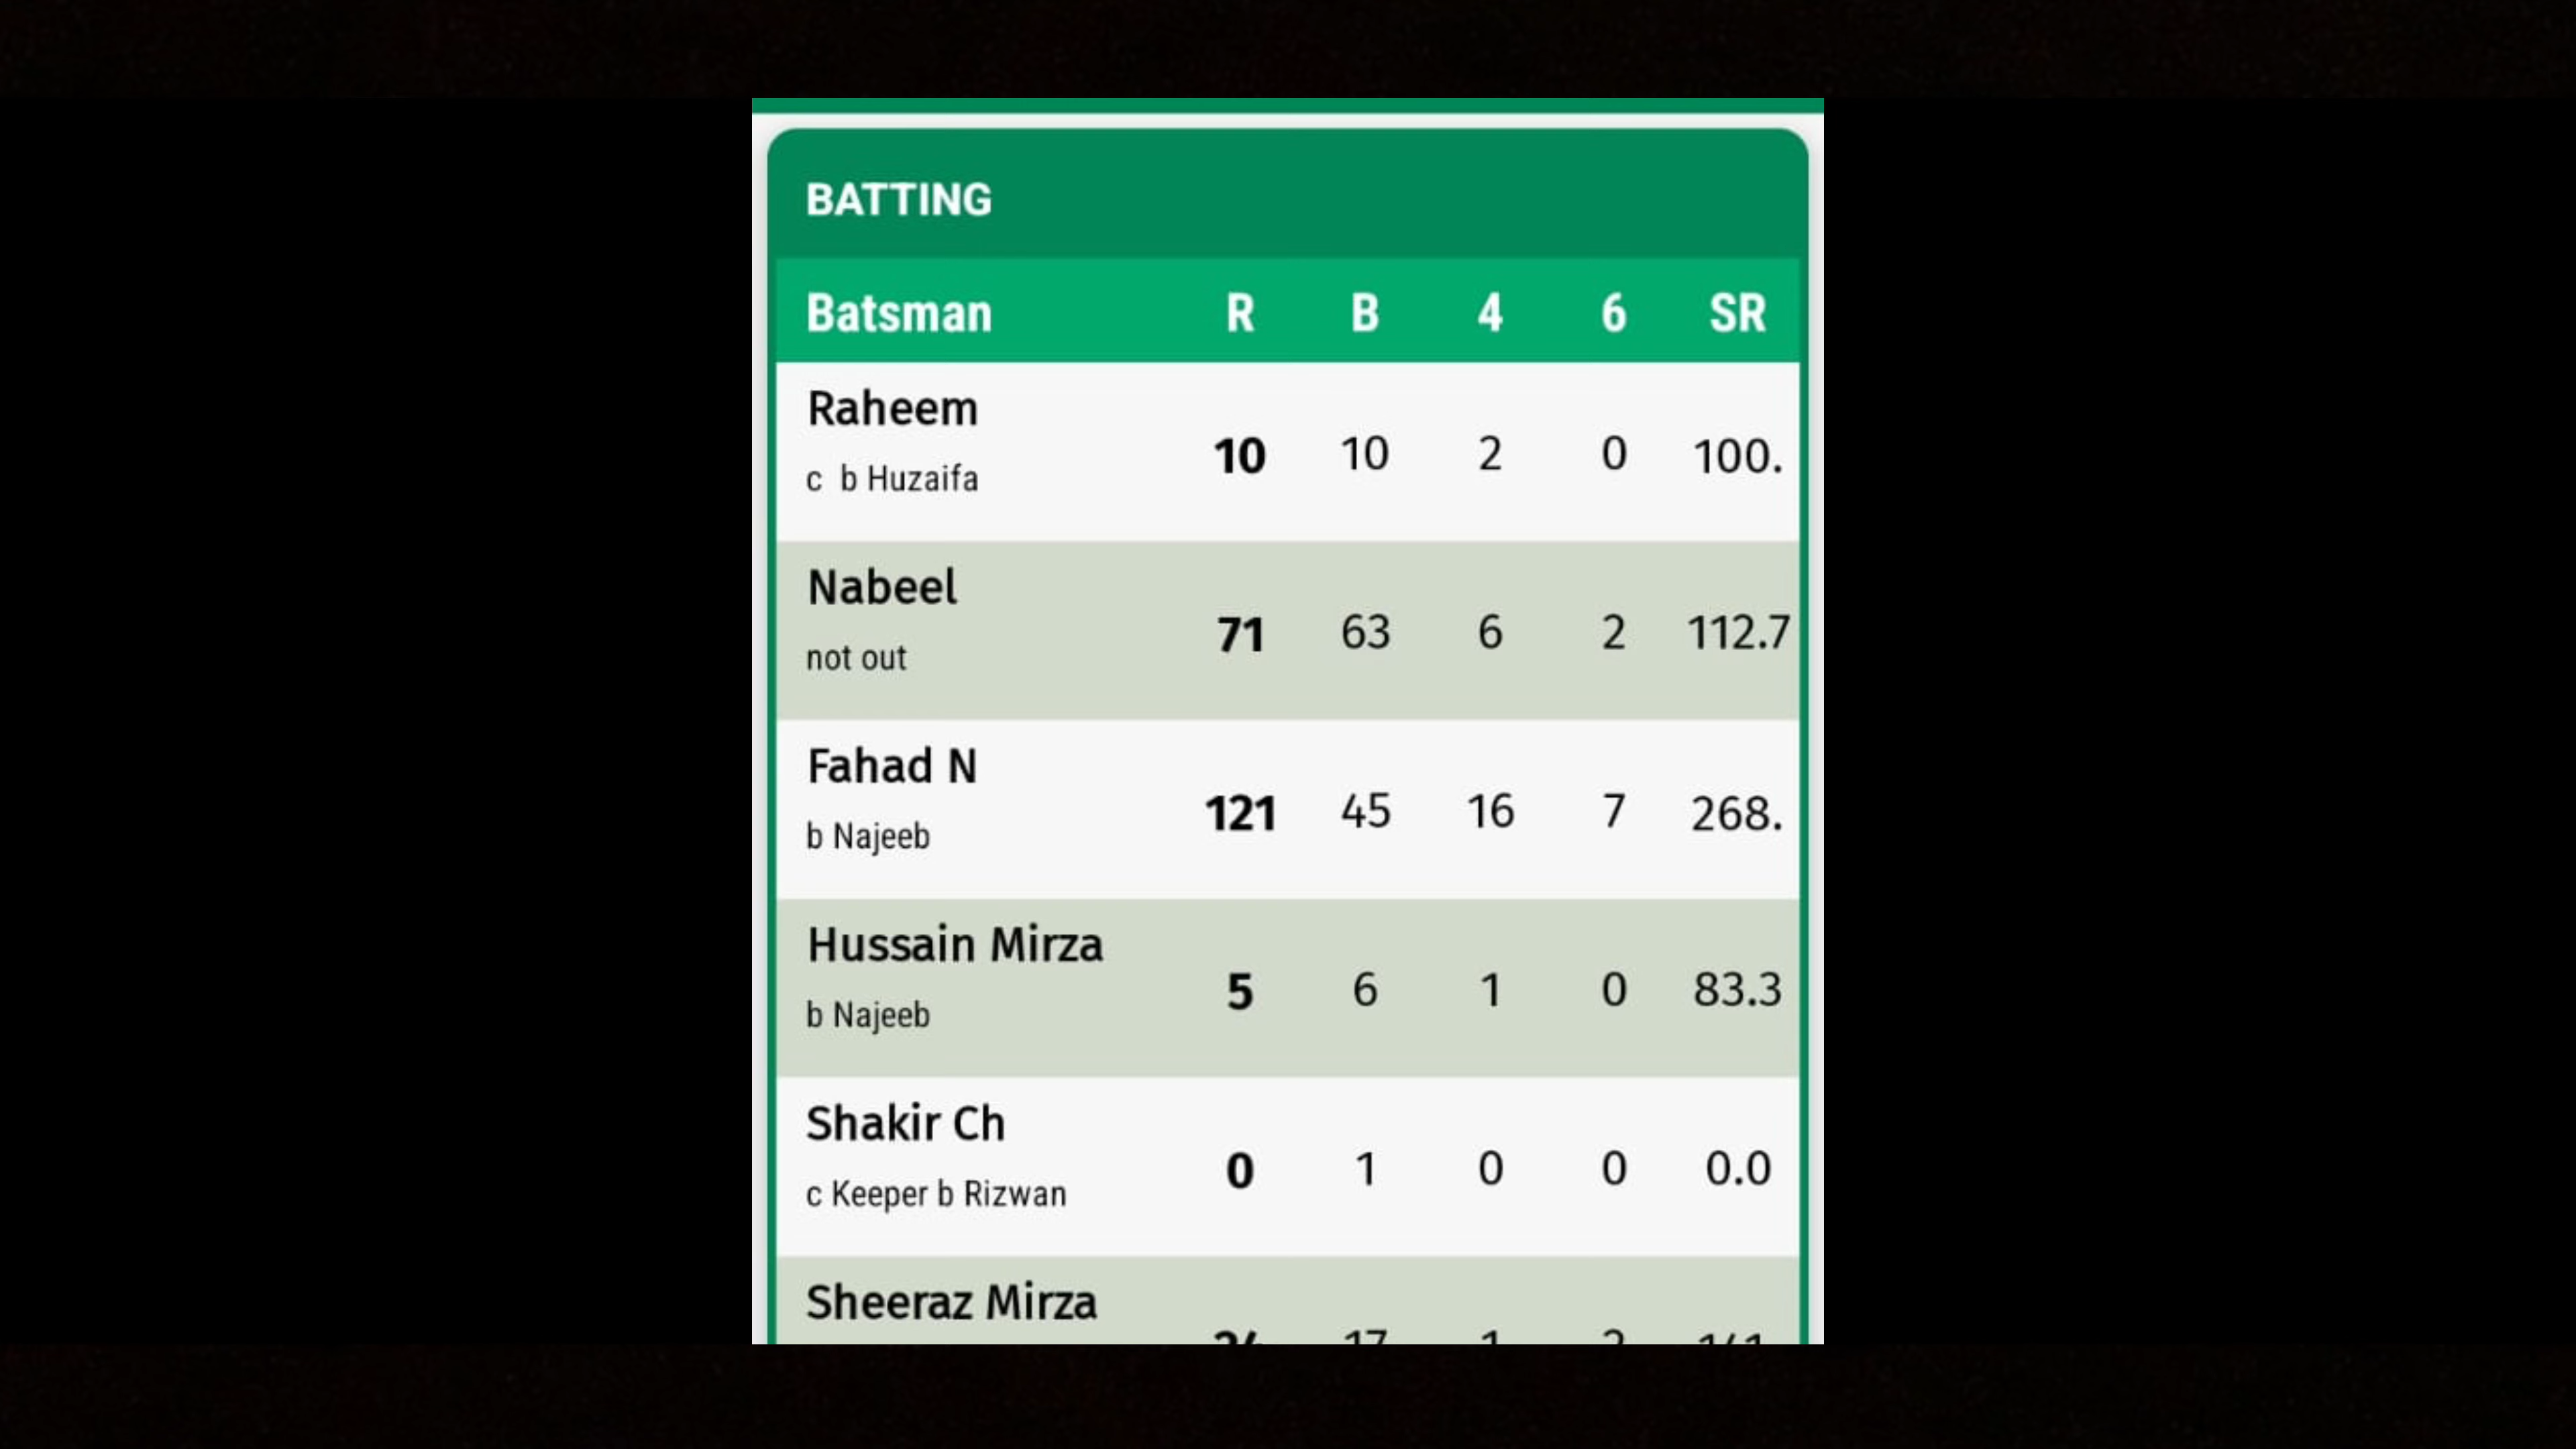 BATTING
Batsman R B 4 6 SR
Raheem
10 10 2 0 100.
c b Huzaifa
Nabeel
71 63 6 2 112.7
not out
Fahad N
121 45 16 7 268.
b Najeeb
Hussain Mirza
5 6 1 0 83.3
b Najeeb
Shakir Ch
0 1 0 0 0.0
c Keeper b Rizwan
Sheeraz Mirza